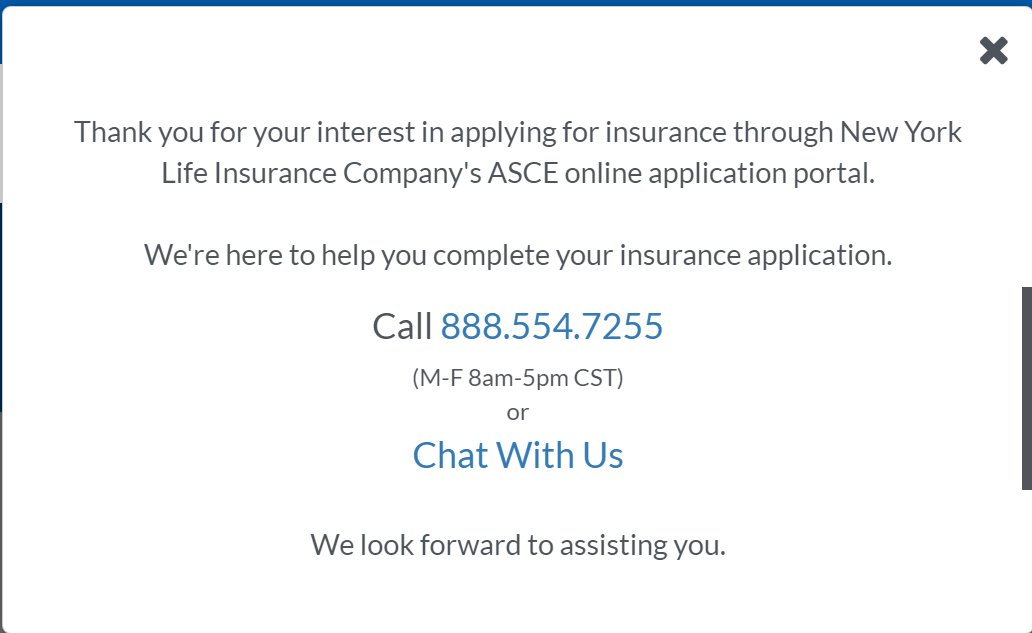 Thank you for your interest in applying for insurance through New York
Life Insurance Company's ASCE online application portal.
We're here to help you complete your insurance application.
Call 888.554.7255
(M-F 8am-5pm CST)
or
Chat With Us
We look forward to assisting you.